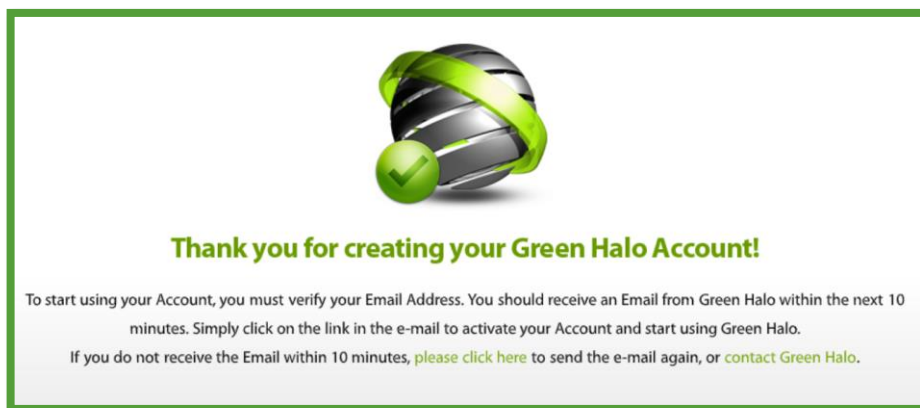 Thank you for creating your Green Halo Account!
To start using your Account, you must verify your Email Address. You should receive an Email from Green Halo within the next 10
minutes. Simply click on the link in the e-mail to activate your Account and start using Green Halo.
If you do not receive the Email within 10 minutes, please click here to send the e-mail again, or contact Green Halo.